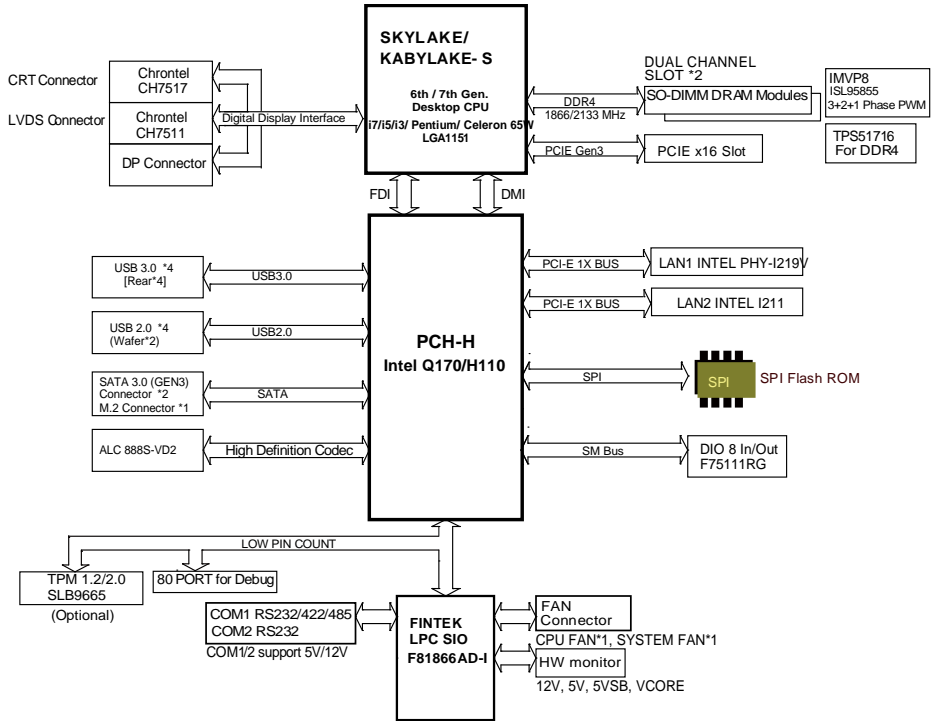 SKYLAKE/
KABYLAKE- S
6th / 7th Gen.
Desktop CPU
i7/i5/i3/ Pentium/ Celeron 65W
LGA1151
CRT Connector
Chrontel
CH7517
LVDS Connector
Chrontel
CH7511
DP Connector
Digital Display Interface
DUAL CHANNEL
SLOT *2
SO-DIMM DRAM Modules
DDR4
1866/2133 MHz
PCIE Gen3
PCIE x16 Slot
IMVP8
ISL95855
3+2+1 Phase PWM
TPS51716
For DDR4
FDI
DMI
PCH-H
Intel Q170/H110
USB 3.0 *4
[Rear*4]
USB3.0
USB 2.0 *4
(Wafer*2)
USB2.0
SATA 3.0 (GEN3)
Connector *2
M.2 Connector *1
SATA
ALC 888S-VD2
High Definition Codec
PCI-E 1X BUS
LAN1 INTEL PHY-I219V
PCI-E 1X BUS
LAN2 INTEL I211
SPI
SPI
SPI Flash ROM
SM Bus
DIO 8 In/Out
F75111RG
LOW PIN COUNT
TPM 1.2/2.0
SLB9665
(Optional)
80 PORT for Debug
COM1 RS232/422/485
COM2 RS232
COM1/2 support 5V/12V
FINTEK
LPC SIO
F81866AD-I
FAN
Connector
CPU FAN*1, SYSTEM FAN*1
HW monitor
12V, 5V, 5VSB, VCORE